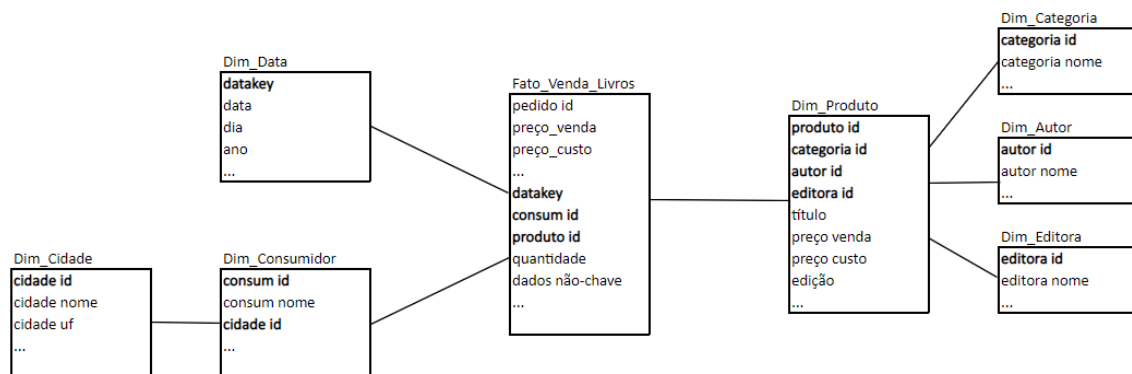 Dim_Data
datakey
data
dia
ano
...
Dim_Cidade
cidade id
cidade nome
cidade uf
...
Dim_Consumidor
consum id
consum nome
cidade id
...
Fato_Venda_Livros
pedido id
preço_venda
preço_custo
...
datakey
consum id
produto id
quantidade
dados não-chave
...
Dim_Produto
produto id
categoria id
autor id
editora id
título
preço venda
preço custo
edição
...
Dim_Categoria
categoria id
categoria nome
...
Dim_Autor
autor id
autor nome
...
Dim_Editora
editora id
editora nome
...